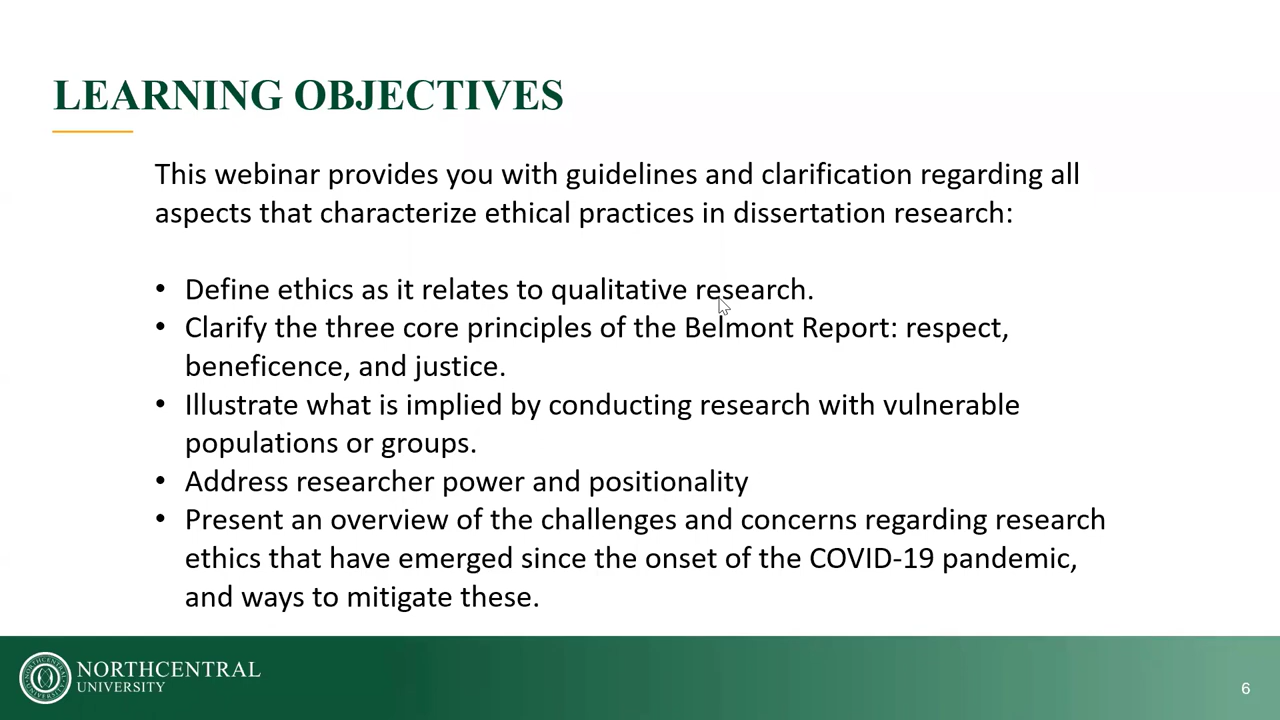 LEARNING OBJECTIVES
This webinar provides you with guidelines and clarification regarding all
aspects that characterize ethical practices in dissertation research:
• Define ethics as it relates to qualitative research.
• Clarify the three core principles of the Belmont Report: respect,
beneficence, and justice.
• Illustrate what is implied by conducting research with vulnerable
populations or groups.
• Address researcher power and positionality
• Present an overview of the challenges and concerns regarding research
ethics that have emerged since the onset of the COVID-19 pandemic,
and ways to mitigate these.
NORTHCENTRAL
UNIVERSITY
6